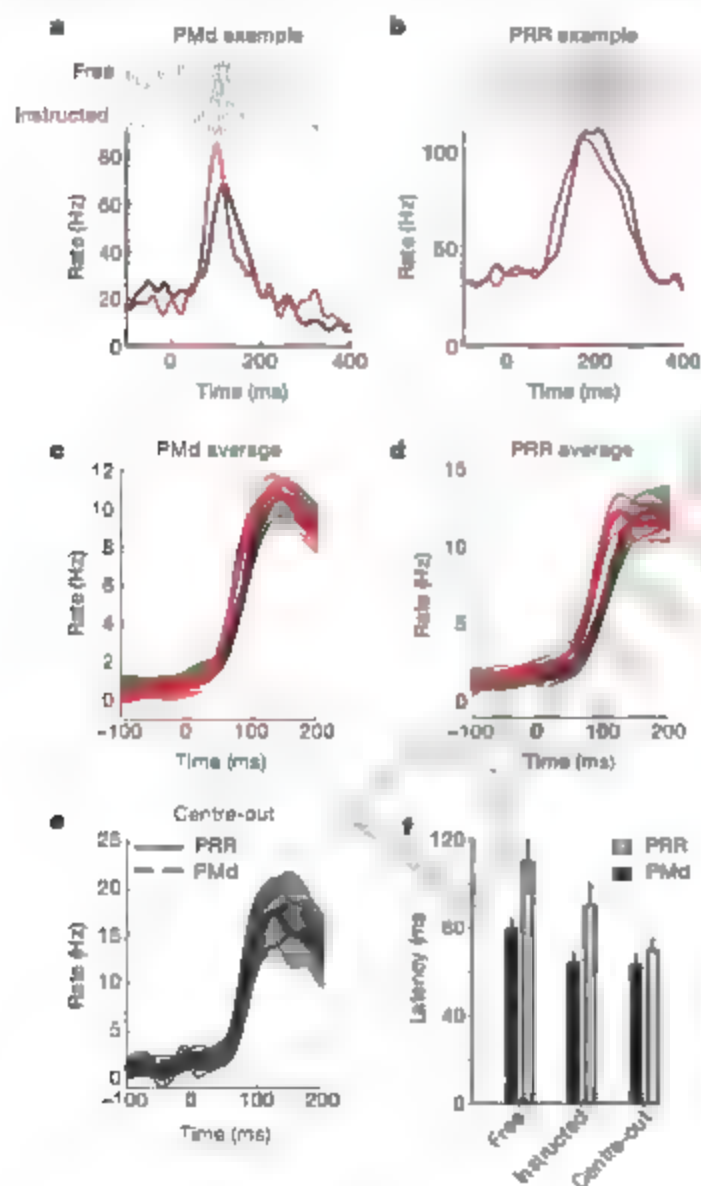 a PMd example
Free
Instructed
80
60
40
20
0
Rate (Hz)
0 200 400
Time (ms)
b PRR example
100
50
0
Rate (Hz)
0 200 400
Time (ms)
c PMd average
12
10
8
6
4
2
0
Rate (Hz)
-100 0 100 200
Time (ms)
d PRR average
15
10
5
0
Rate (Hz)
-100 0 100 200
Time (ms)
e Centre-out
PRR
PMd
25
20
15
10
5
0
Rate (Hz)
-100 0 100 200
Time (ms)
f
120
80
40
0
Latency (ms
PRR
PMd
Free
Instructed
Centre-out